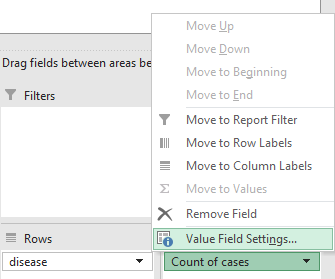 Move Up
Move Down
Drag fields between areas be
Move to Beginning
Move to End
Filters
Move to Report Filter
Move to Row Labels
Move to Column Labels
Move to Values
Remove Field
Rows
Value Field Settings...
disease
Count of cases